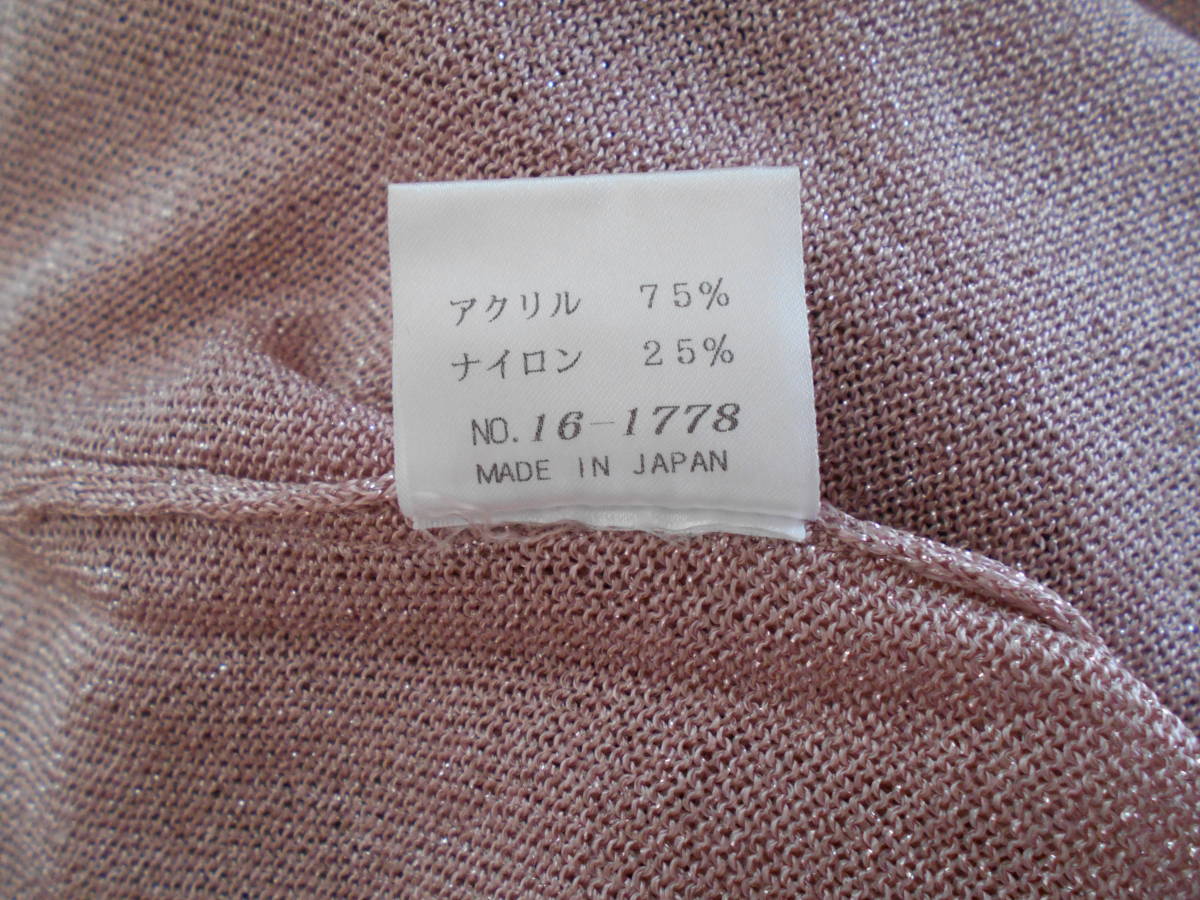 アクリル　７５％
ナイロン　２５％
NO. 16-1778
MADE IN JAPAN